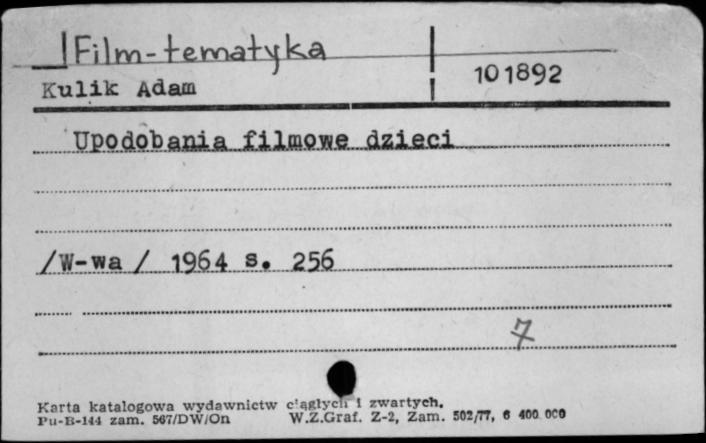 Film-tematyka
Kulik Adam 101892
Upodobania filmowe dzieci
/W-wa/ 1964 s. 256
7
Karta katalogowa wydawnictw ciągłych i zwartych.
Pu-B-144 zam. 567/DW/On W.Z.Graf. Z-2, Zam. 502/77, 6 400 000